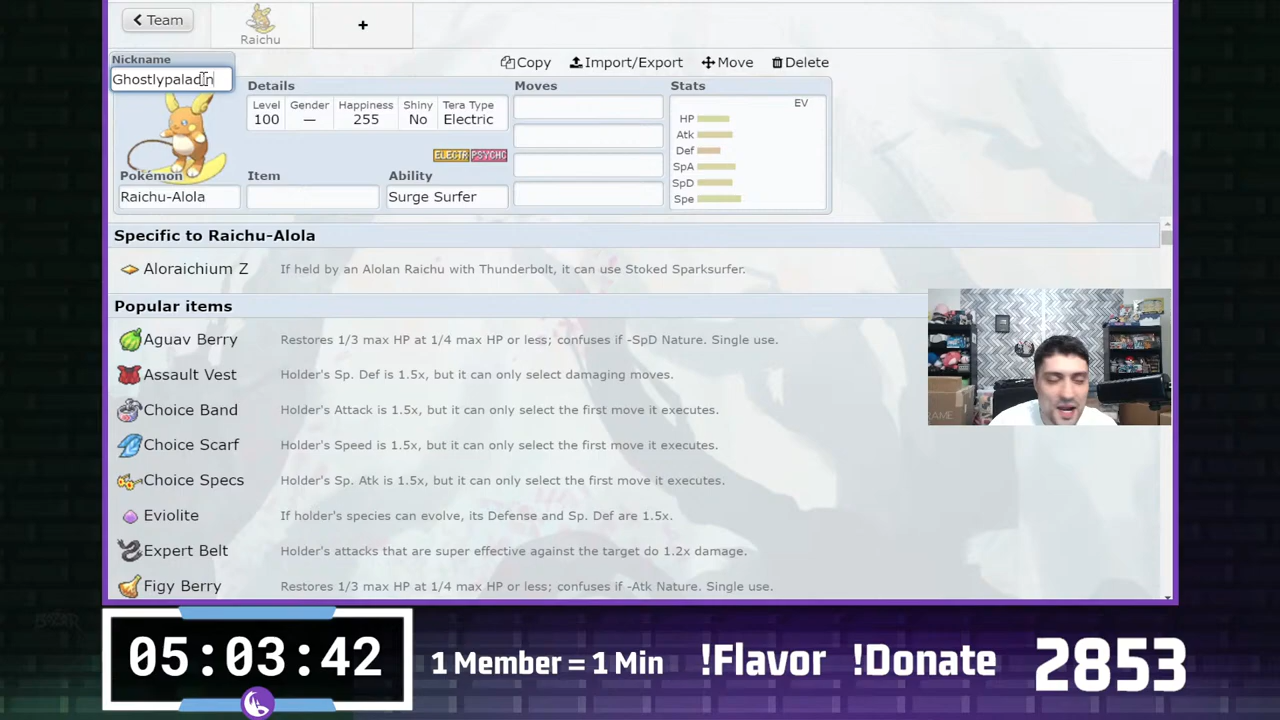 Team
Raichu
+
Nickname
Ghostlypaladin
Copy Import/Export Move Delete
Details
Level Gender Happiness Shiny Tera Type
100 — 255 No Electric
ELECTR PSYCHC
Pokémon
Raichu-Alola
Item
Ability
Surge Surfer
Moves
Stats
EV
HP
Atk
Def
SpA
SpD
Spe
Specific to Raichu-Alola
Aloraichium Z If held by an Alolan Raichu with Thunderbolt, it can use Stoked Sparksurfer.
Popular items
Aguav Berry Restores 1/3 max HP at 1/4 max HP or less; confuses if -SpD Nature. Single use.
Assault Vest Holder's Sp. Def is 1.5x, but it can only select damaging moves.
Choice Band Holder's Attack is 1.5x, but it can only select the first move it executes.
Choice Scarf Holder's Speed is 1.5x, but it can only select the first move it executes.
Choice Specs Holder's Sp. Atk is 1.5x, but it can only select the first move it executes.
Eviolite If holder's species can evolve, its Defense and Sp. Def are 1.5x.
Expert Belt Holder's attacks that are super effective against the target do 1.2x damage.
Figy Berry Restores 1/3 max HP at 1/4 max HP or less; confuses if -Atk Nature. Single use.
05:03:42
1 Member = 1 Min !Flavor !Donate 2853